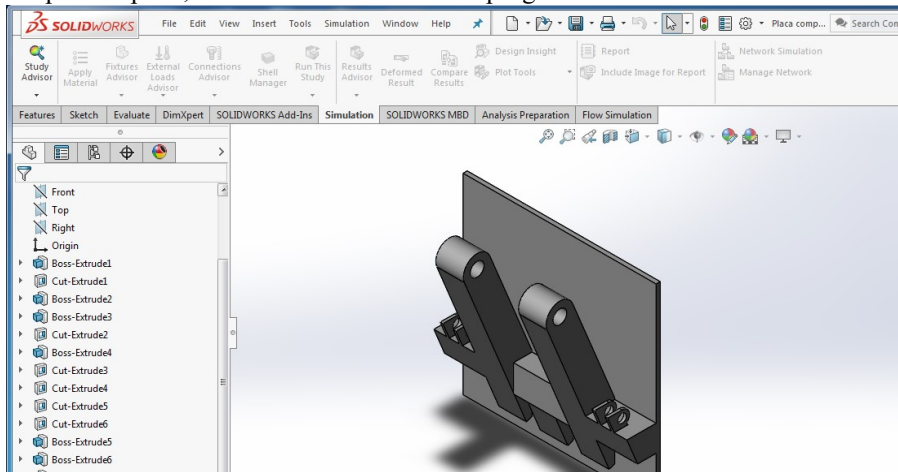 SOLIDWORKS File Edit View Insert Tools Simulation Window Help Placa comp... Search Con
Study Advisor
Apply Material
Fixtures Advisor
External Loads Advisor
Connections Advisor
Shell Manager
Run This Study
Results Advisor
Deformed Result
Compare Results
Design Insight
Plot Tools
Report
Include Image for Report
Network Simulation
Manage Network
Features Sketch Evaluate DimXpert SOLIDWORKS Add-Ins Simulation SOLIDWORKS MBD Analysis Preparation Flow Simulation
Front
Top
Right
Origin
Boss-Extrude1
Cut-Extrude1
Boss-Extrude2
Boss-Extrude3
Cut-Extrude2
Boss-Extrude4
Cut-Extrude3
Cut-Extrude4
Cut-Extrude5
Cut-Extrude6
Boss-Extrude5
Boss-Extrude6